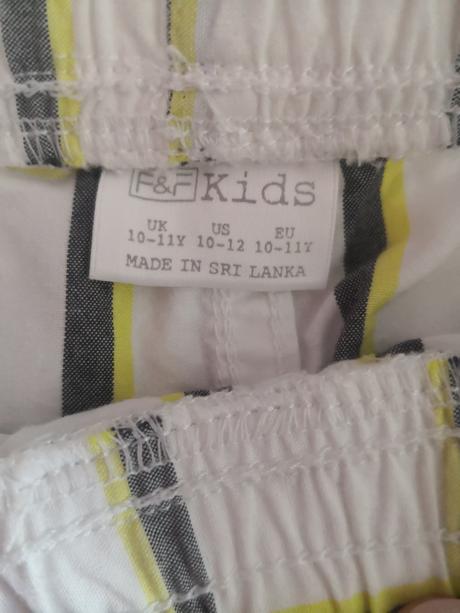 F&F Kids
UK US EU
10-11Y 10-12 10-11Y
MADE IN SRI LANKA